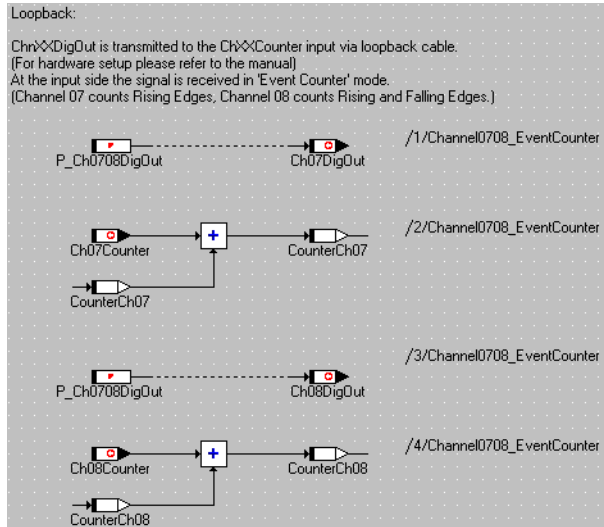 Loopback:
ChnXXDigOut is transmitted to the ChXXCounter input via loopback cable.
(For hardware setup please refer to the manual)
At the input side the signal is received in 'Event Counter' mode.
(Channel 07 counts Rising Edges, Channel 08 counts Rising and Falling Edges.)
/1/Channel0708_EventCounter
P_Ch0708DigOut
Ch07DigOut
/2/Channel0708_EventCounter
Ch07Counter
CounterCh07
CounterCh07
/3/Channel0708_EventCounter
P_Ch0708DigOut
Ch08DigOut
/4/Channel0708_EventCounter
Ch08Counter
CounterCh08
CounterCh08